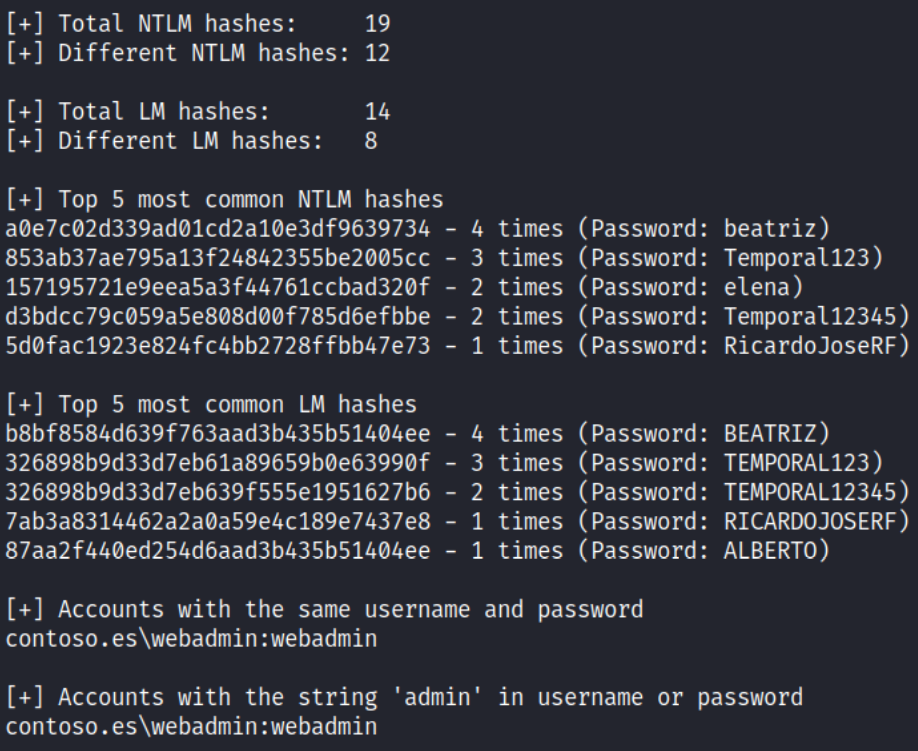 [+] Total NTLM hashes:     19
[+] Different NTLM hashes: 12
[+] Total LM hashes:       14
[+] Different LM hashes:   8
[+] Top 5 most common NTLM hashes
a0e7c02d339ad01cd2a10e3df9639734 - 4 times (Password: beatriz)
853ab37ae795a13f24842355be2005cc - 3 times (Password: Temporal123)
157195721e9eea5a3f44761ccbad320f - 2 times (Password: elena)
d3bdcc79c059a5e808d00f785d6efbbe - 2 times (Password: Temporal12345)
5d0fac1923e824fc4bb2728ffbb47e73 - 1 times (Password: RicardoJoseRF)
[+] Top 5 most common LM hashes
b8bf8584d639f763aad3b435b51404ee - 4 times (Password: BEATRIZ)
326898b9d33d7eb61a89659b0e63990f - 3 times (Password: TEMPORAL123)
326898b9d33d7eb639f555e1951627b6 - 2 times (Password: TEMPORAL12345)
7ab3a8314462a2a0a59e4c189e7437e8 - 1 times (Password: RICARDOJOSERF)
87aa2f440ed254d6aad3b435b51404ee - 1 times (Password: ALBERTO)
[+] Accounts with the same username and password
contoso.es\webadmin:webadmin
[+] Accounts with the string 'admin' in username or password
contoso.es\webadmin:webadmin